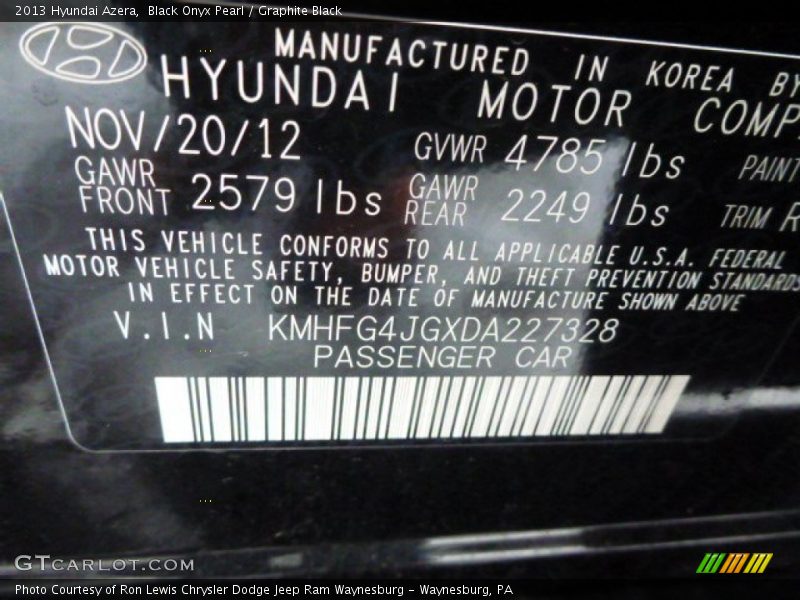 2013 Hyundai Azera, Black Onyx Pearl / Graphite Black
MANUFACTURED IN KOREA BY
HYUNDAI MOTOR COMP
NOV/20/12 GVWR 4785 lbs PAINT
GAWR FRONT 2579 lbs GAWR REAR 2249 lbs TRIM R
THIS VEHICLE CONFORMS TO ALL APPLICABLE U.S.A. FEDERAL
MOTOR VEHICLE SAFETY, BUMPER, AND THEFT PREVENTION STANDARDS
IN EFFECT ON THE DATE OF MANUFACTURE SHOWN ABOVE
V.I.N KMHFG4JGXDA227328
PASSENGER CAR
GTCARLOT.COM
Photo Courtesy of Ron Lewis Chrysler Dodge Jeep Ram Waynesburg - Waynesburg, PA